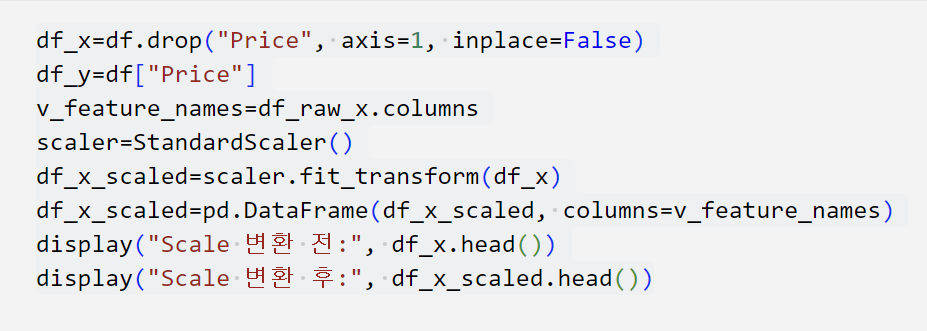 df_x=df.drop("Price", axis=1, inplace=False)
df_y=df["Price"]
v_feature_names=df_raw_x.columns
scaler=StandardScaler()
df_x_scaled=scaler.fit_transform(df_x)
df_x_scaled=pd.DataFrame(df_x_scaled, columns=v_feature_names)
display("Scale 변환 전:", df_x.head())
display("Scale 변환 후:", df_x_scaled.head())